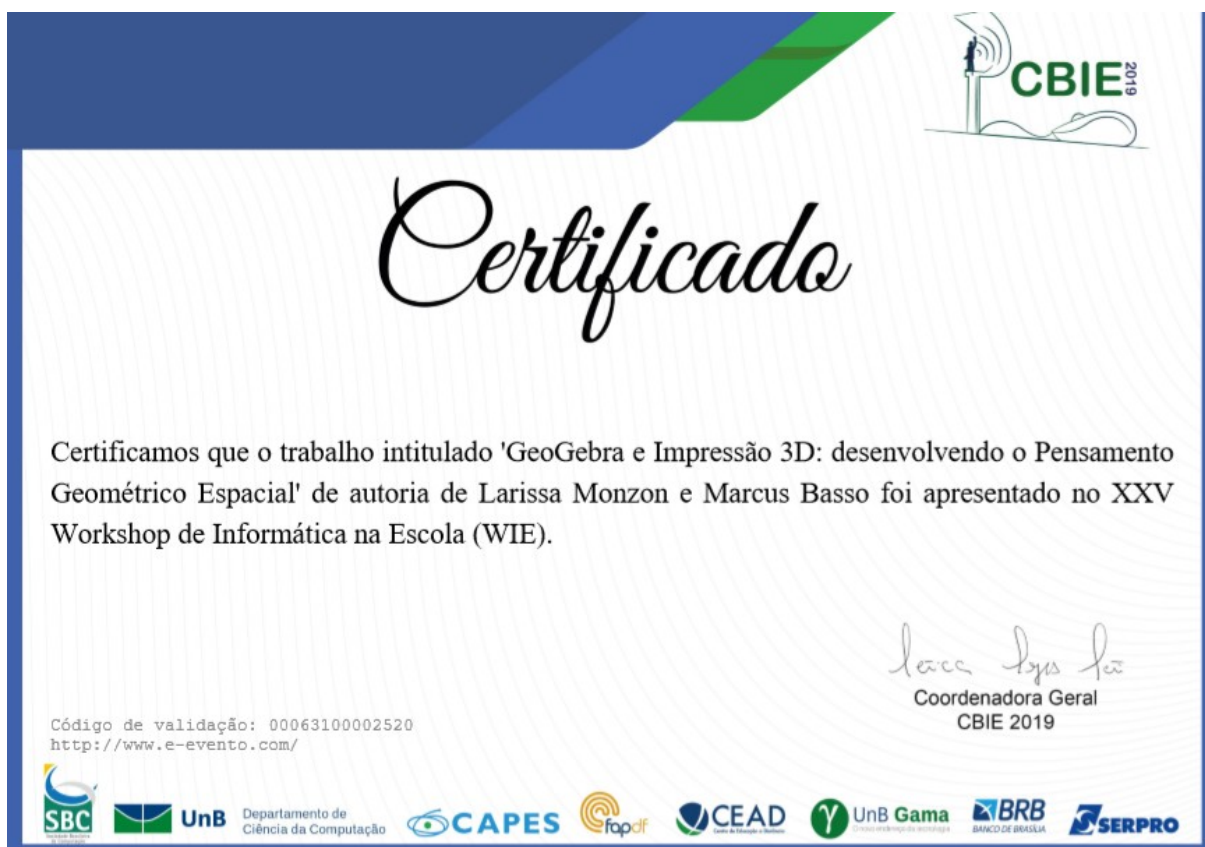 CBIE 2019
Certificado
Certificamos que o trabalho intitulado 'GeoGebra e Impressão 3D: desenvolvendo o Pensamento
Geométrico Espacial' de autoria de Larissa Monzon e Marcus Basso foi apresentado no XXV
Workshop de Informática na Escola (WIE).
Coordenadora Geral
CBIE 2019
Código de validação: 00063100002520
http://www.e-evento.com/
SBC
UnB
Departamento de
Ciência da Computação
CAPES
fapdf
CEAD
UnB Gama
BRB
BANCO DE BRASÍLIA
SERPRO